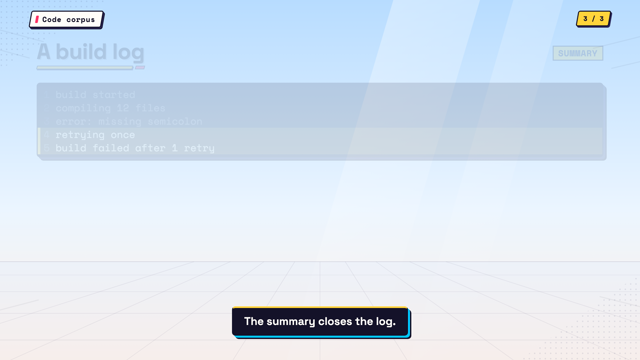 Code corpus
3 / 3
A build log
SUMMARY
build started
compiling 18 files
error: missing semicolon
retrying once
build failed after 1 retry
The summary closes the log.